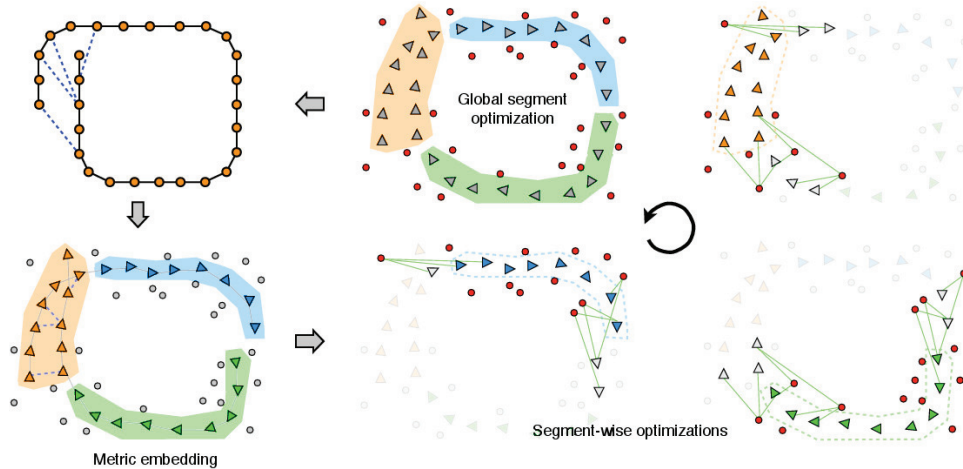 Global segment
optimization
Metric embedding
Segment-wise optimizations